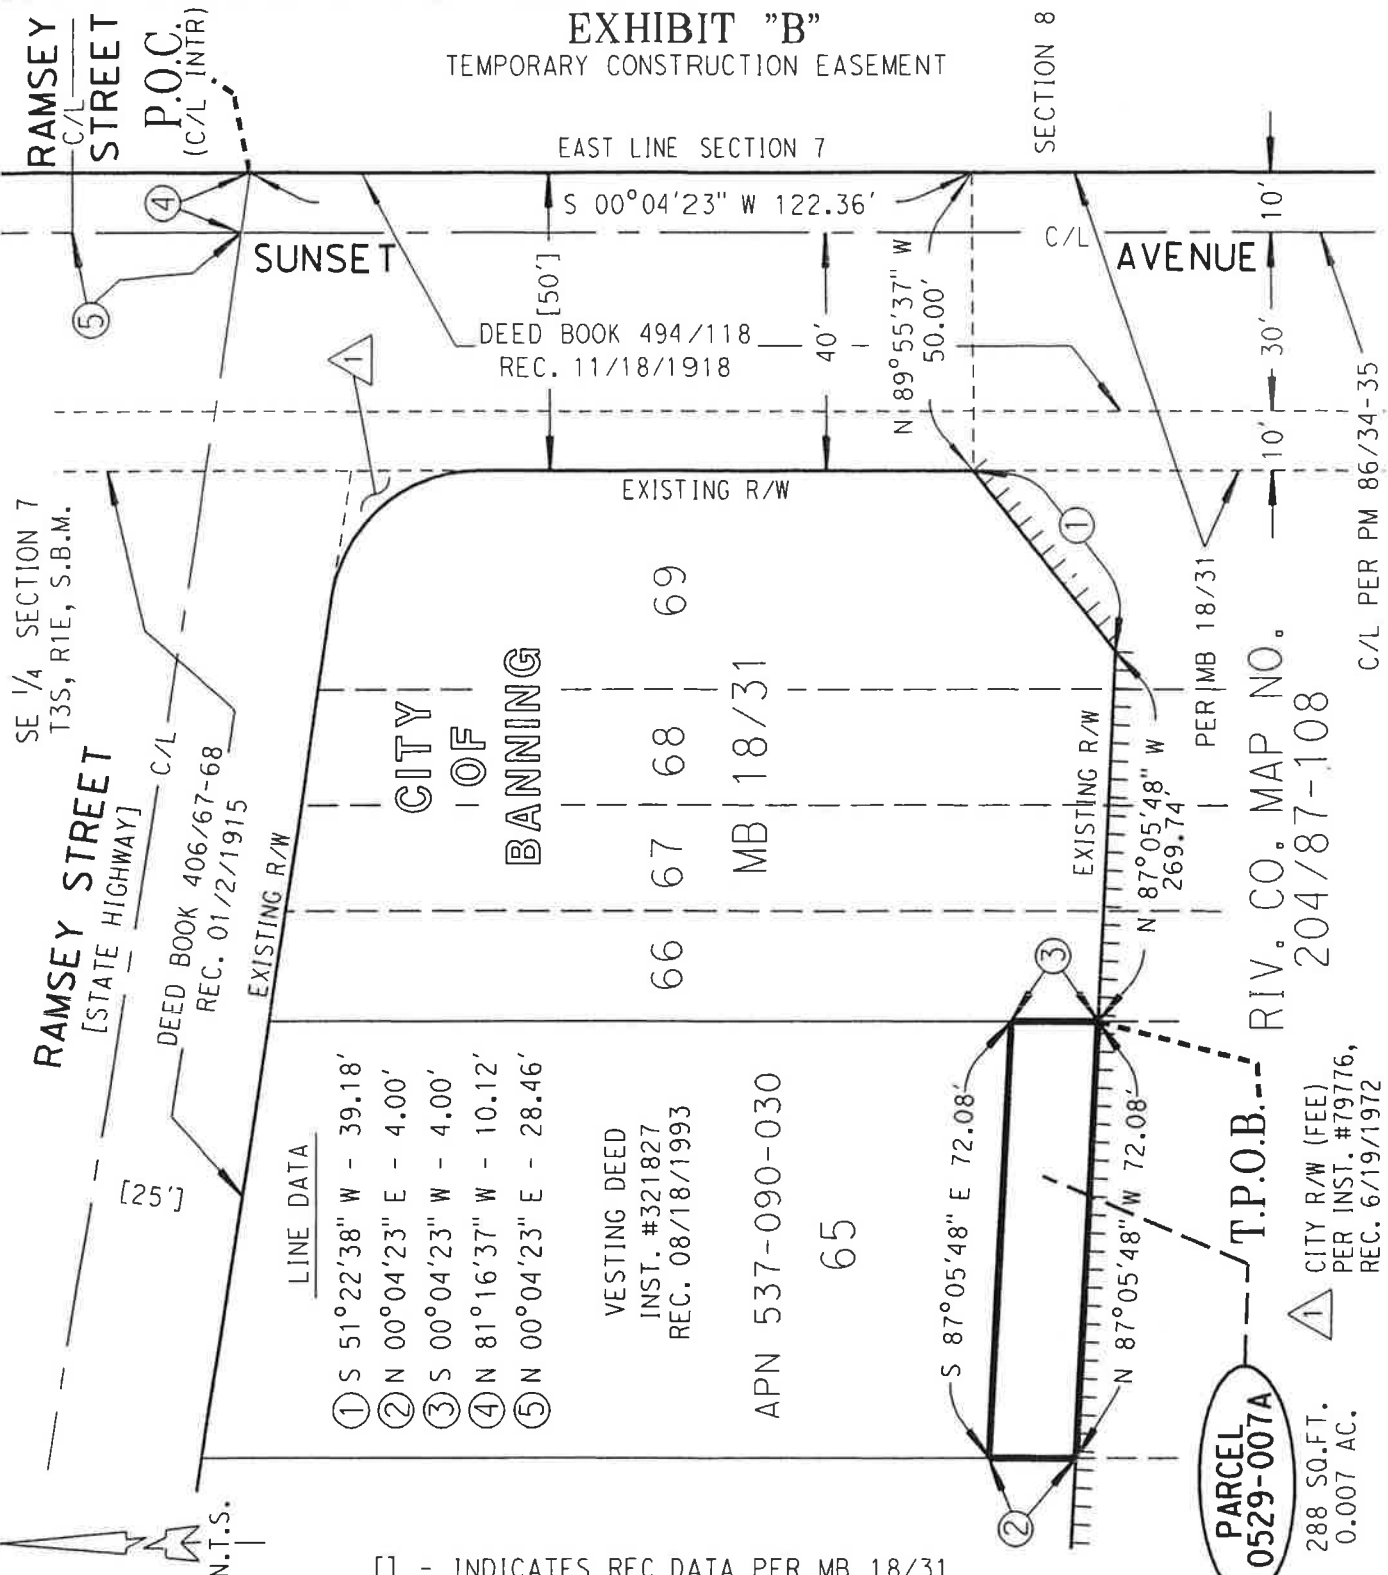 EXHIBIT "B"
TEMPORARY CONSTRUCTION EASEMENT
RAMSEY
C/L
STREET
P.O.C.
(C/L INTR)
SECTION 8
EAST LINE SECTION 7
S 00°04'23" W 122.36'
4
5
SUNSET
C/L
AVENUE
10'
30'
10'
[50']
40'
DEED BOOK 494/118
REC. 11/18/1918
N 89°55'37" W
50.00'
1
SE 1/4 SECTION 7
T3S, R1E, S.B.M.
EXISTING R/W
1
C/L PER PM 86/34-35
PER MB 18/31
RAMSEY STREET
[STATE HIGHWAY]
C/L
DEED BOOK 406/67-68
REC. 01/2/1915
EXISTING R/W
CITY
OF
BANNING
69
68
67
66
MB 18/31
EXISTING R/W
N 87°05'48" W
269.74'
RIV. CO. MAP NO.
204/87-108
3
[25']
LINE DATA
1 S 51°22'38" W - 39.18'
2 N 00°04'23" E - 4.00'
3 S 00°04'23" W - 4.00'
4 N 81°16'37" W - 10.12'
5 N 00°04'23" E - 28.46'
VESTING DEED
INST. #321827
REC. 08/18/1993
APN 537-090-030
65
S 87°05'48" E 72.08'
N 87°05'48" W 72.08'
2
T.P.O.B.
1 CITY R/W (FEE)
PER INST. #79776,
REC. 6/19/1972
PARCEL
0529-007A
288 SQ.FT.
0.007 AC.
N.T.S.
[] - INDICATES REC DATA PER MB 18/31